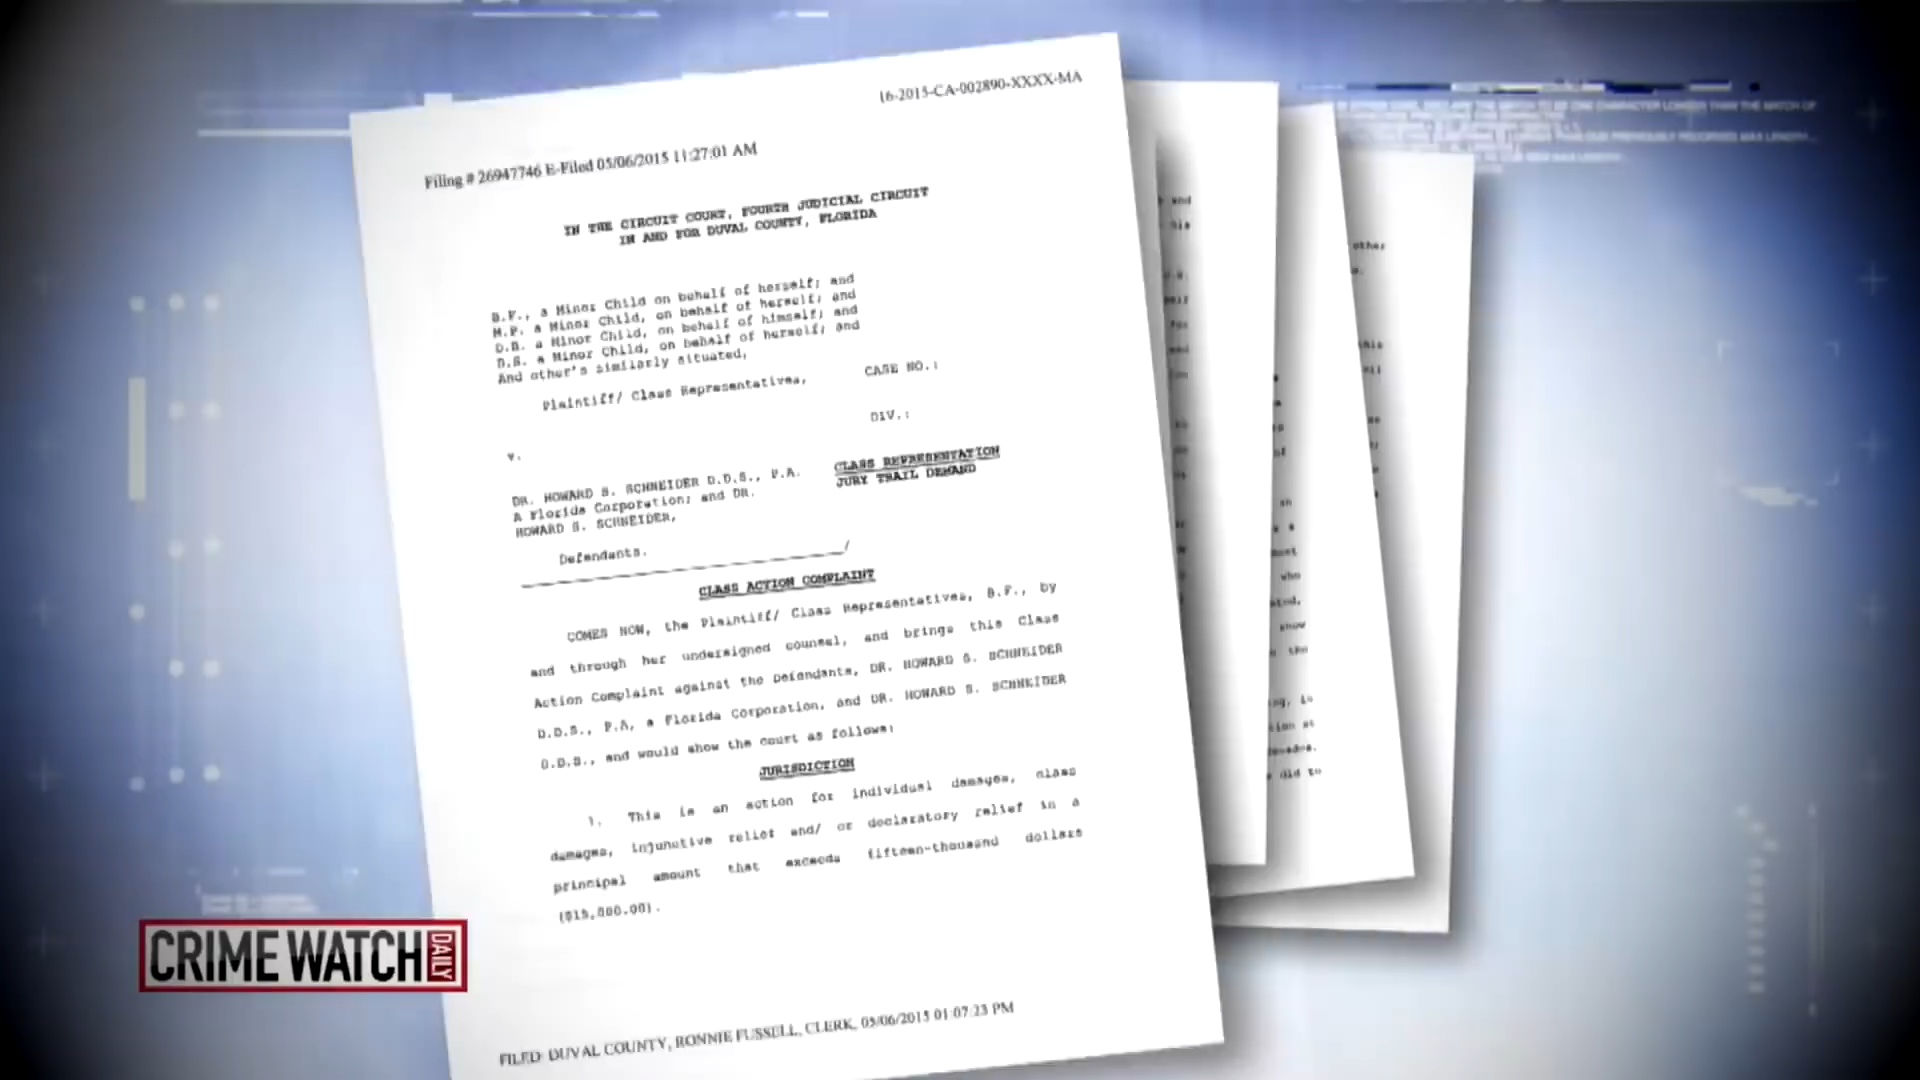 16-2015-CA-002890-XXXX-MA
Filing # 26947746 E-Filed 05/06/2015 11:27:01 AM
IN THE CIRCUIT COURT, FOURTH JUDICIAL CIRCUIT
IN AND FOR DUVAL COUNTY, FLORIDA
B.F., a Minor Child on behalf of herself; and
M.P. a Minor Child, on behalf of herself; and
D.B. a Minor Child, on behalf of himself; and
D.S. a Minor Child, on behalf of herself; and
And other's similarly situated,
Plaintiff/ Class Representatives,
CASE NO.:
DIV.:
v.
DR. HOWARD S. SCHNEIDER D.D.S., P.A.
A Florida Corporation; and DR.
HOWARD S. SCHNEIDER,
CLASS REPRESENTATION
JURY TRAIL DEMAND
Defendants.
/
CLASS ACTION COMPLAINT
COMES NOW, the Plaintiff/ Class Representatives, B.F., by
and through her undersigned counsel, and brings this Class
Action Complaint against the Defendants, DR. HOWARD S. SCHNEIDER
D.D.S., P.A, a Florida Corporation, and DR. HOWARD S. SCHNEIDER
D.D.S., and would show the court as follows:
JURISDICTION
1. This is an action for individual damages, class
damages, injunctive relief and/ or declaratory relief in a
principal amount that exceeds fifteen-thousand dollars
($15,000.00).
FILED: DUVAL COUNTY, RONNIE FUSSELL, CLERK, 05/06/2015 01:07:23 PM
CRIME WATCH DAILY